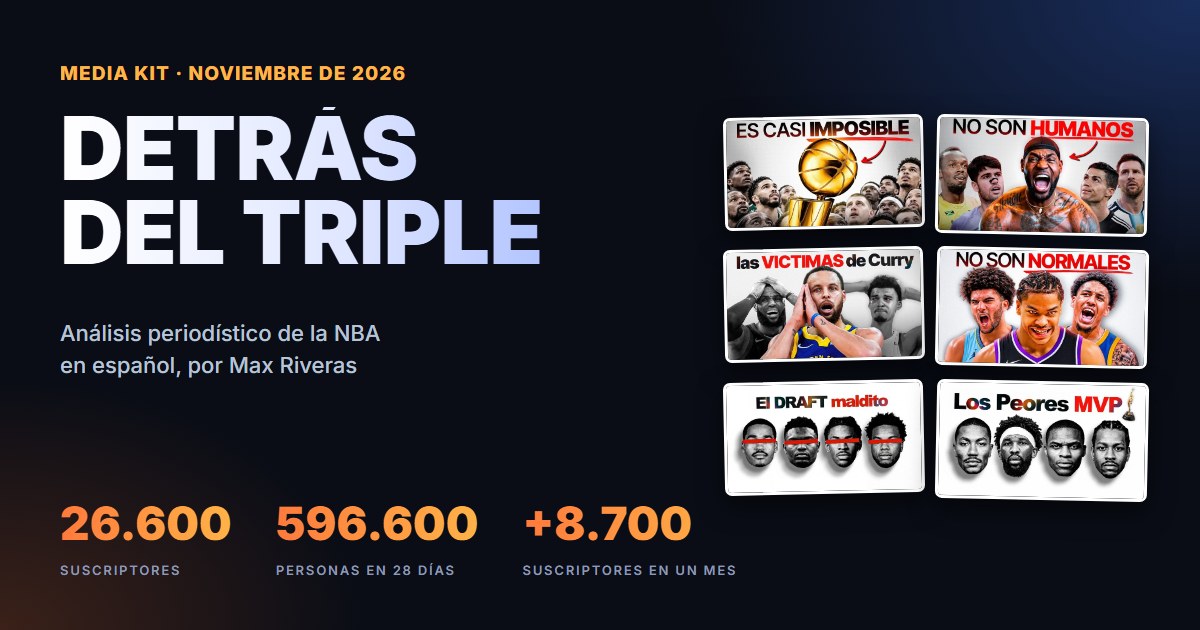 MEDIA KIT · NOVIEMBRE DE 2026
DETRÁS
DEL TRIPLE
Análisis periodístico de la NBA
en español, por Max Riveras
26.600
SUSCRIPTORES
596.600
PERSONAS EN 28 DÍAS
+8.700
SUSCRIPTORES EN UN MES
ES CASI IMPOSIBLE
NO SON HUMANOS
las VICTIMAS de Curry
NO SON NORMALES
El DRAFT maldito
Los Peores MVP